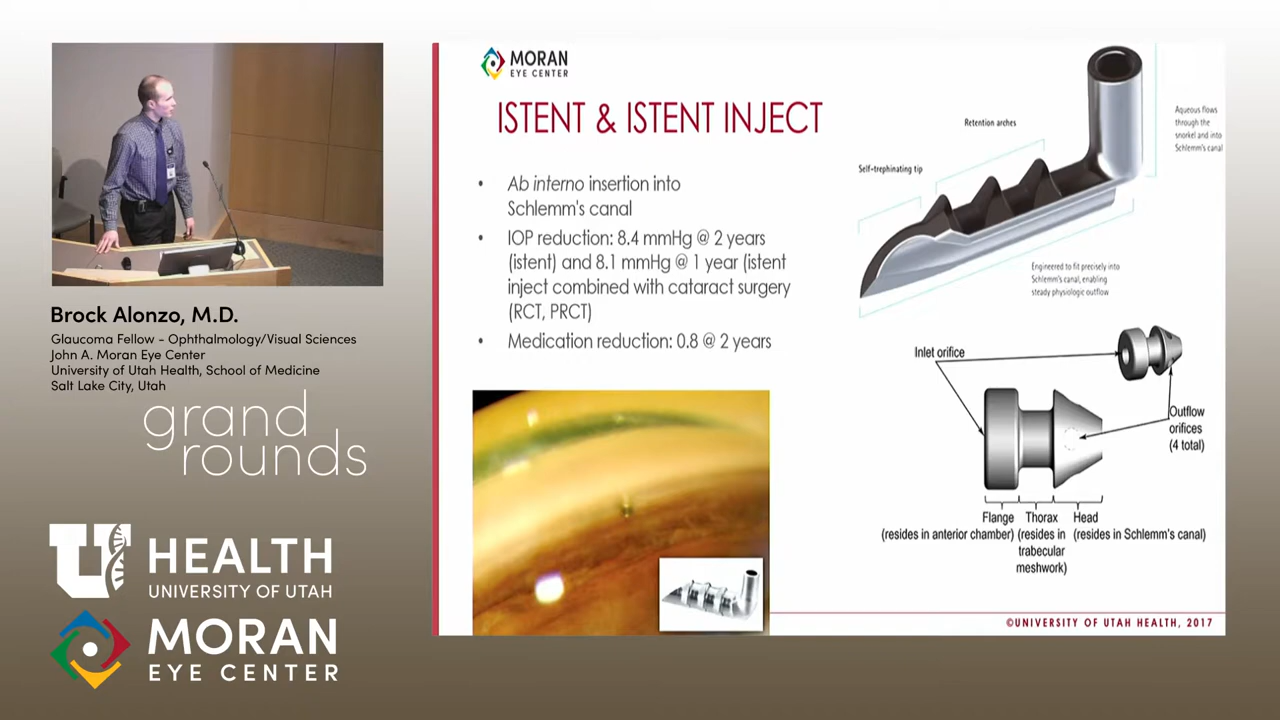 Brock Alonzo, M.D.
Glaucoma Fellow - Ophthalmology/Visual Sciences
John A. Moran Eye Center
University of Utah Health, School of Medicine
Salt Lake City, Utah
grand
rounds
U
HEALTH
UNIVERSITY OF UTAH
MORAN
EYE CENTER
MORAN
EYE CENTER
ISTENT & ISTENT INJECT
• Ab interno insertion into
Schlemm's canal
• IOP reduction: 8.4 mmHg @ 2 years
(istent) and 8.1 mmHg @ 1 year (istent
inject combined with cataract surgery
(RCT, PRCT)
• Medication reduction: 0.8 @ 2 years
Retention arches
Self-trephinating tip
Aqueous flows
through the
snorkel and into
Schlemm's canal
Engineered to fit precisely into
Schlemm's canal, enabling
steady physiologic outflow
Inlet orifice
Outflow
orifices
(4 total)
Flange
(resides in anterior chamber)
Thorax
(resides in
trabecular
meshwork)
Head
(resides in Schlemm's canal)
©UNIVERSITY OF UTAH HEALTH, 2017